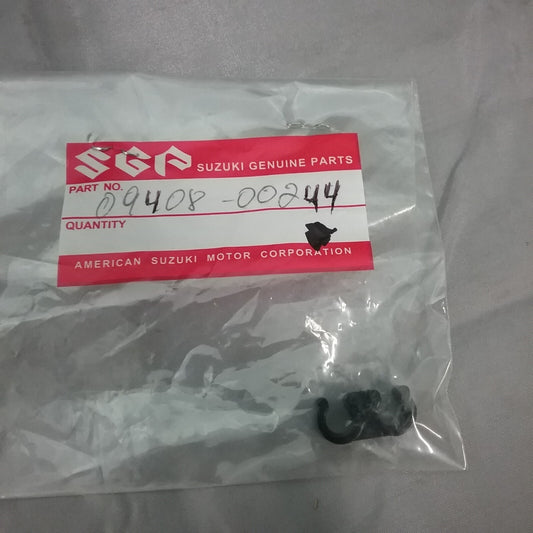 SGP SUZUKI GENUINE PARTS
PART NO. 09408-00244
QUANTITY
AMERICAN SUZUKI MOTOR CORPORATION